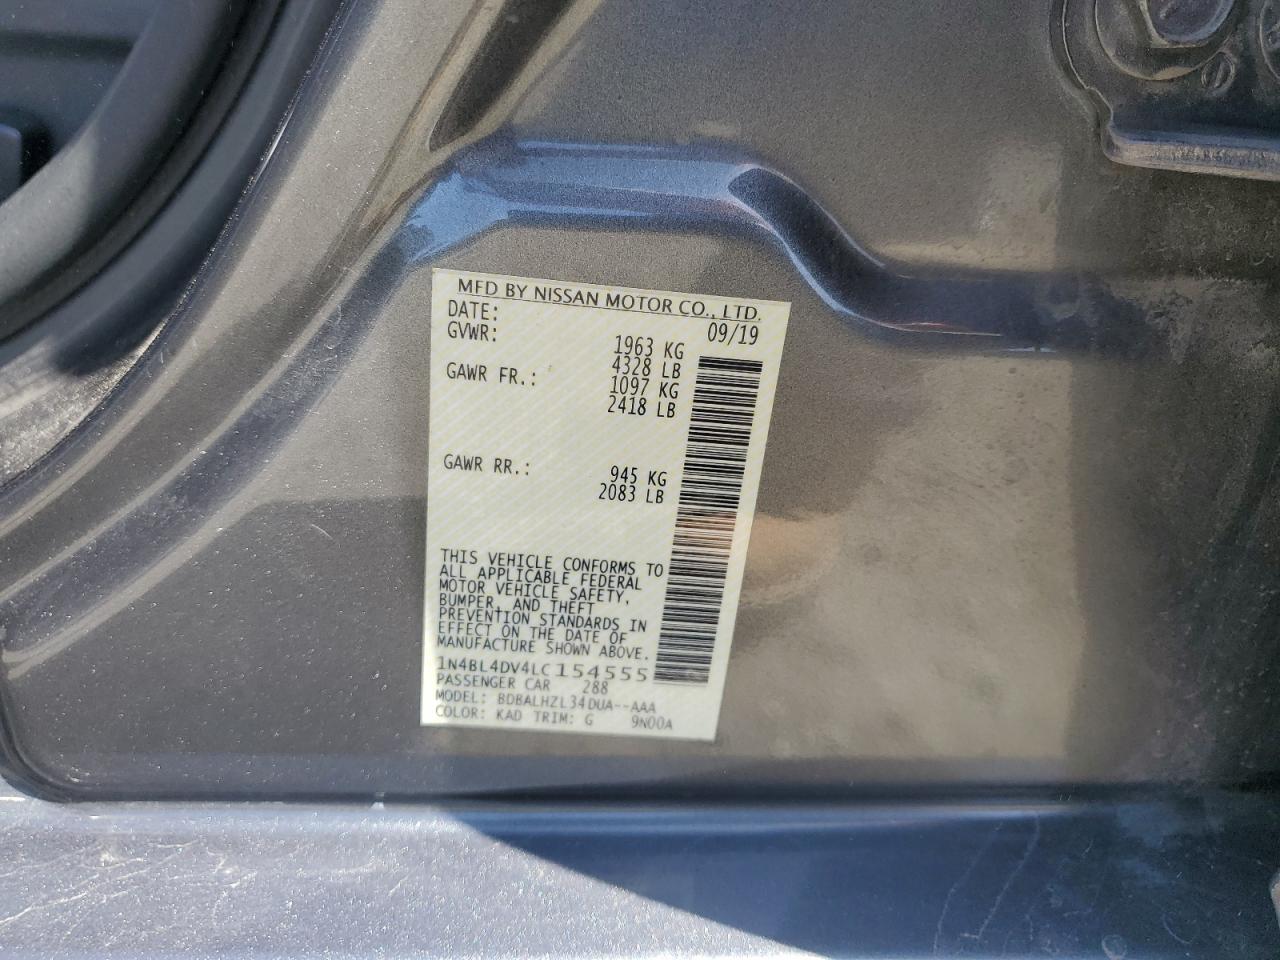 MFD BY NISSAN MOTOR CO., LTD.
DATE: 09/19
GVWR: 1963 KG
4328 LB
GAWR FR.: 1097 KG
2418 LB
GAWR RR.: 945 KG
2083 LB
THIS VEHICLE CONFORMS TO
ALL APPLICABLE FEDERAL
MOTOR VEHICLE SAFETY,
BUMPER, AND THEFT
PREVENTION STANDARDS IN
EFFECT ON THE DATE OF
MANUFACTURE SHOWN ABOVE.
1N4BL4DV4LC154555
PASSENGER CAR 288
MODEL: BDBALHZL34DUA--AAA
COLOR: KAD TRIM: G 9N00A